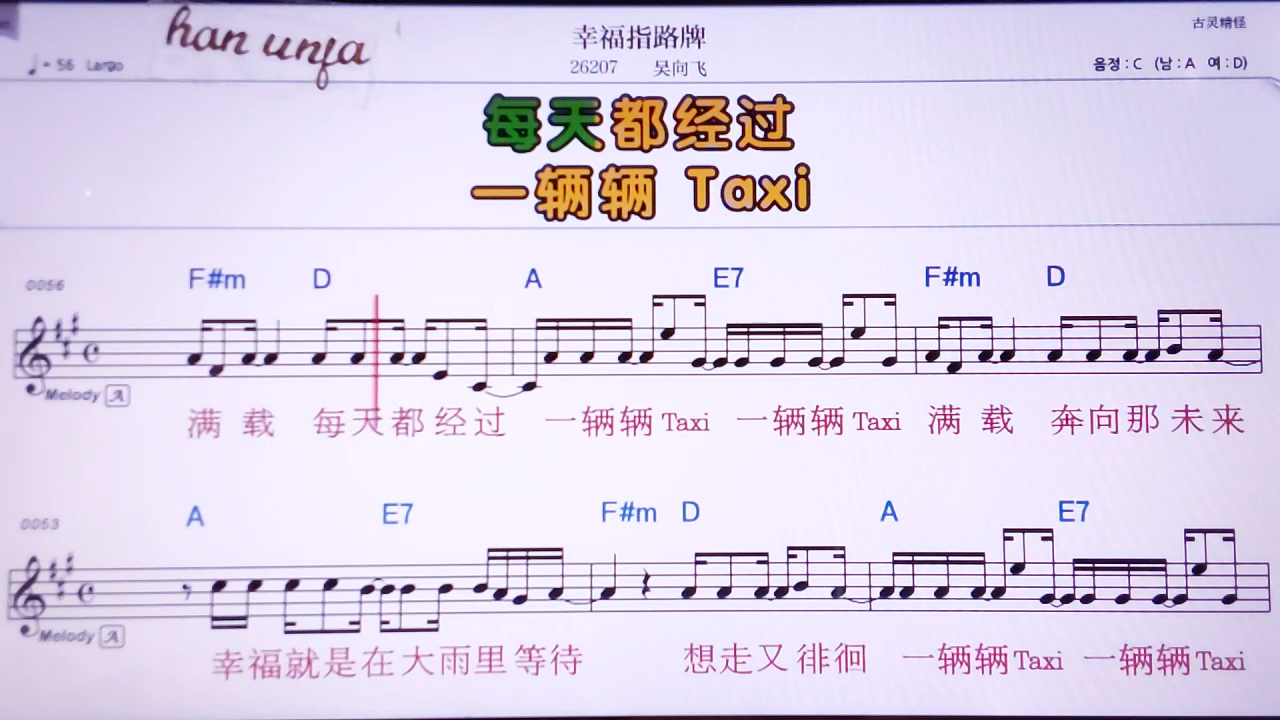 han unfa
幸福指路牌
古灵精怪
♩= 56 Largo
26207 吴向飞
음정 : C (남 : A 여 : D)
每天都经过
一辆辆 Taxi
F#m D A E7 F#m D
0056
Melody A
满 载 每天都经过 一辆辆 Taxi 一辆辆 Taxi 满 载 奔向那未来
A E7 F#m D A E7
0053
Melody A
幸福就是在大雨里等待 想走又徘徊 一辆辆 Taxi 一辆辆 Taxi